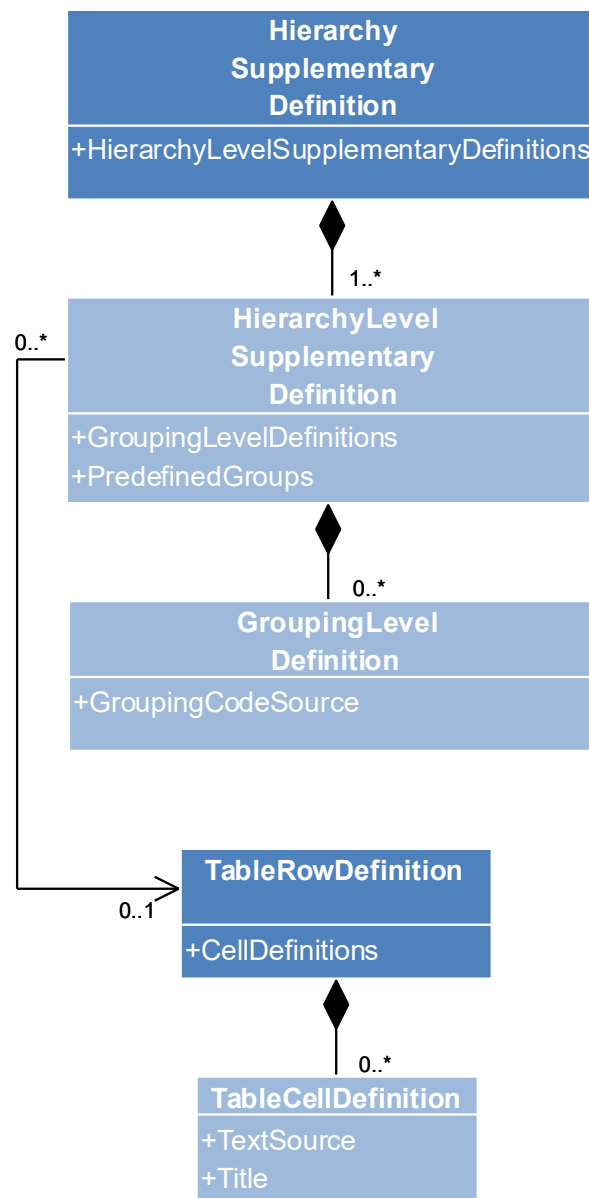 Hierarchy
Supplementary
Definition
+HierarchyLevelSupplementaryDefinitions
1..*
HierarchyLevel
Supplementary
Definition
0..*
+GroupingLevelDefinitions
+PredefinedGroups
0..*
GroupingLevel
Definition
+GroupingCodeSource
TableRowDefinition
0..1
+CellDefinitions
0..*
TableCellDefinition
+TextSource
+Title